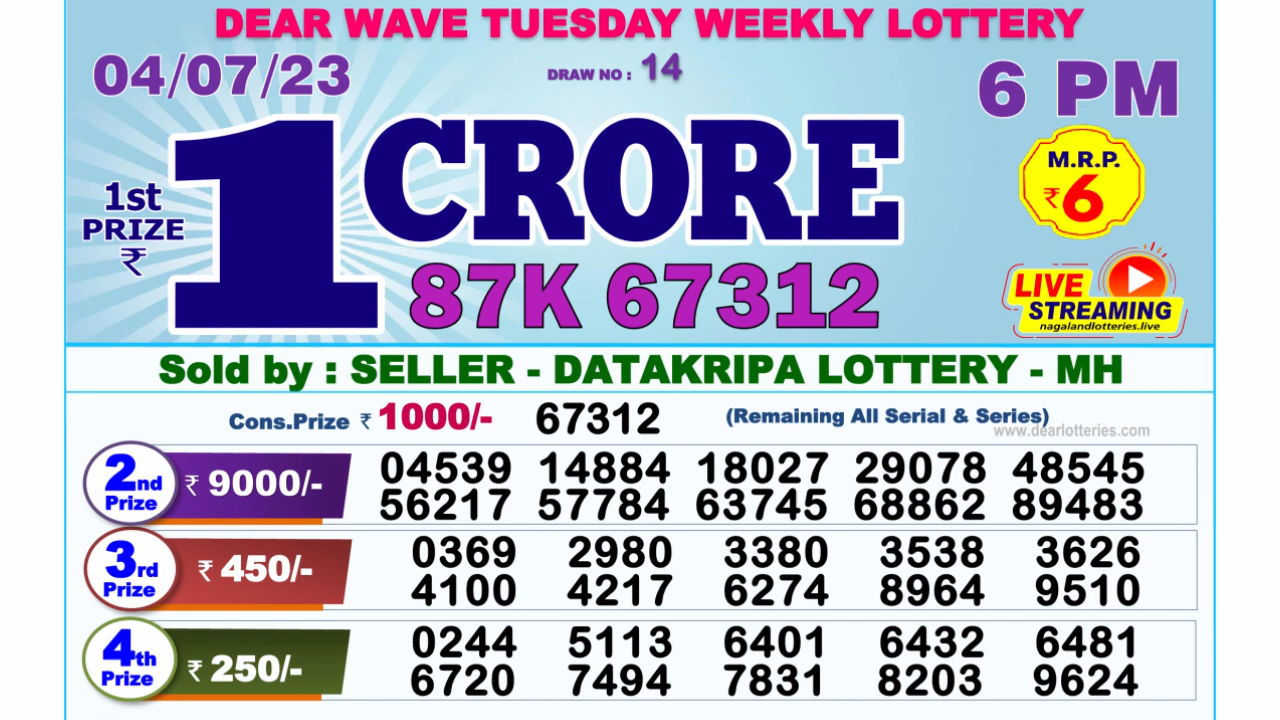 DEAR WAVE TUESDAY WEEKLY LOTTERY
04/07/23
DRAW NO : 14
6 PM
1st
PRIZE
₹
1 CRORE
87K 67312
M.R.P.
₹6
LIVE
STREAMING
nagalandlotteries.live
Sold by : SELLER - DATAKRIPA LOTTERY - MH
Cons.Prize ₹ 1000/- 67312 (Remaining All Serial & Series)
www.dearlotteries.com
2nd Prize ₹ 9000/-
04539 14884 18027 29078 48545
56217 57784 63745 68862 89483
3rd Prize ₹ 450/-
0369 2980 3380 3538 3626
4100 4217 6274 8964 9510
4th Prize ₹ 250/-
0244 5113 6401 6432 6481
6720 7494 7831 8203 9624